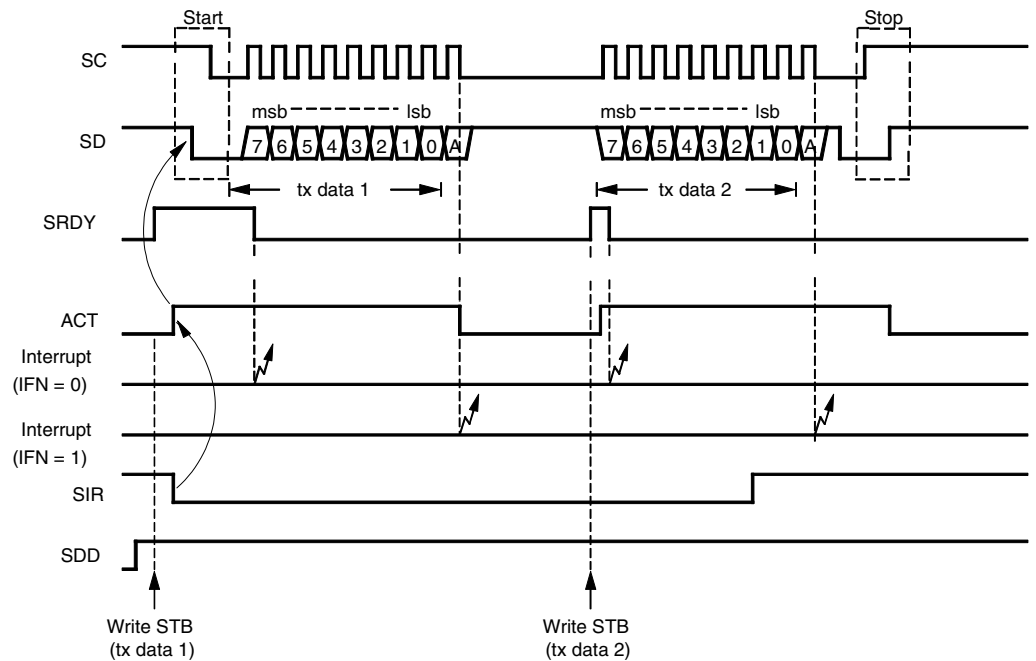 Start
Stop
SC
msb lsb
msb lsb
SD
7 6 5 4 3 2 1 0 A
7 6 5 4 3 2 1 0 A
tx data 1
tx data 2
SRDY
ACT
Interrupt
(IFN = 0)
Interrupt
(IFN = 1)
SIR
SDD
Write STB
(tx data 1)
Write STB
(tx data 2)